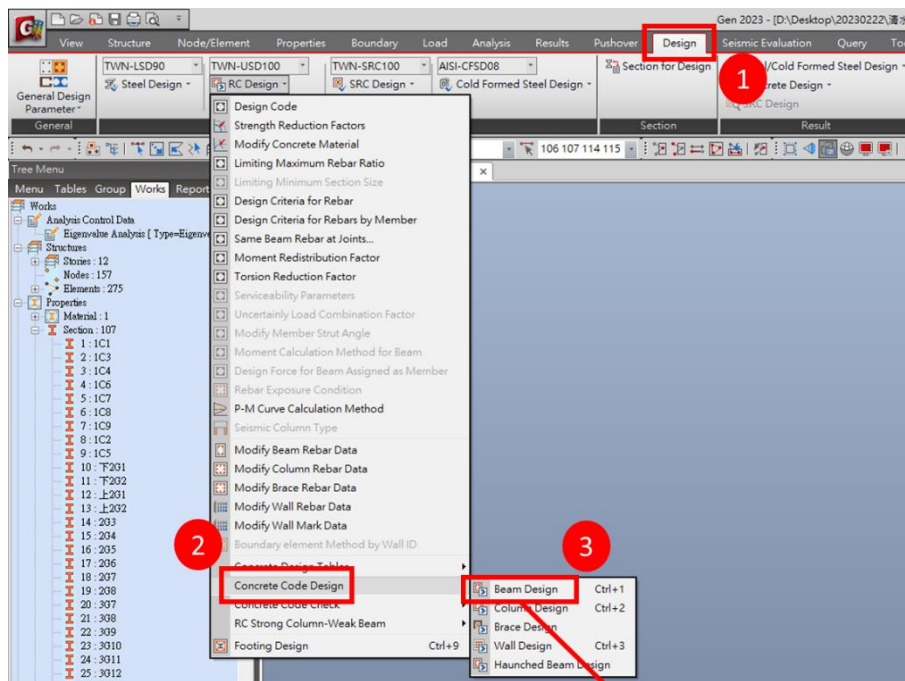 Gen 2023 - [D:\Desktop\20230222\清水
View Structure Node/Element Properties Boundary Load Analysis Results Pushover Design Seismic Evaluation Query
General Design Parameter
TWN-LSD90
Steel Design
TWN-USD100
RC Design
TWN-SRC100
SRC Design
AISI-CFSD08
Cold Formed Steel Design
Section for Design
1
/Cold Formed Steel Design
SRC Design
General
Section
Result
106 107 114 115
Tree Menu
Menu Tables Group Works Report
Works
Analysis Control Data
Eigenvalue Analysis [ Type=Eigenv
Structures
Stories : 12
Nodes : 157
Elements : 275
Properties
Material : 1
Section : 107
1 : 1C1
2 : 1C3
3 : 1C4
4 : 1C6
5 : 1C7
6 : 1C8
7 : 1C9
8 : 1C2
9 : 1C5
10 : 下2G1
11 : 下2G2
12 : 上2G1
13 : 上2G2
14 : 2G3
15 : 2G4
16 : 2G5
17 : 2G6
18 : 2G7
19 : 2G8
20 : 3G7
21 : 3G8
22 : 3G9
23 : 3G10
24 : 3G11
25 : 3G12
Design Code
Strength Reduction Factors
Modify Concrete Material
Limiting Maximum Rebar Ratio
Limiting Minimum Section Size
Design Criteria for Rebar
Design Criteria for Rebars by Member
Same Beam Rebar at Joints...
Moment Redistribution Factor
Torsion Reduction Factor
Serviceability Parameters
Uncertainly Load Combination Factor
Modify Member Strut Angle
Moment Calculation Method for Beam
Design Force for Beam Assigned as Member
Rebar Exposure Condition
P-M Curve Calculation Method
Seismic Column Type
Modify Beam Rebar Data
Modify Column Rebar Data
Modify Brace Rebar Data
Modify Wall Rebar Data
Modify Wall Mark Data
Boundary element Method by Wall ID
2
Concrete Design Tables
Concrete Code Design
Concrete Code Check
RC Strong Column-Weak Beam
Footing Design Ctrl+9
3
Beam Design Ctrl+1
Column Design Ctrl+2
Brace Design
Wall Design Ctrl+3
Haunched Beam Design